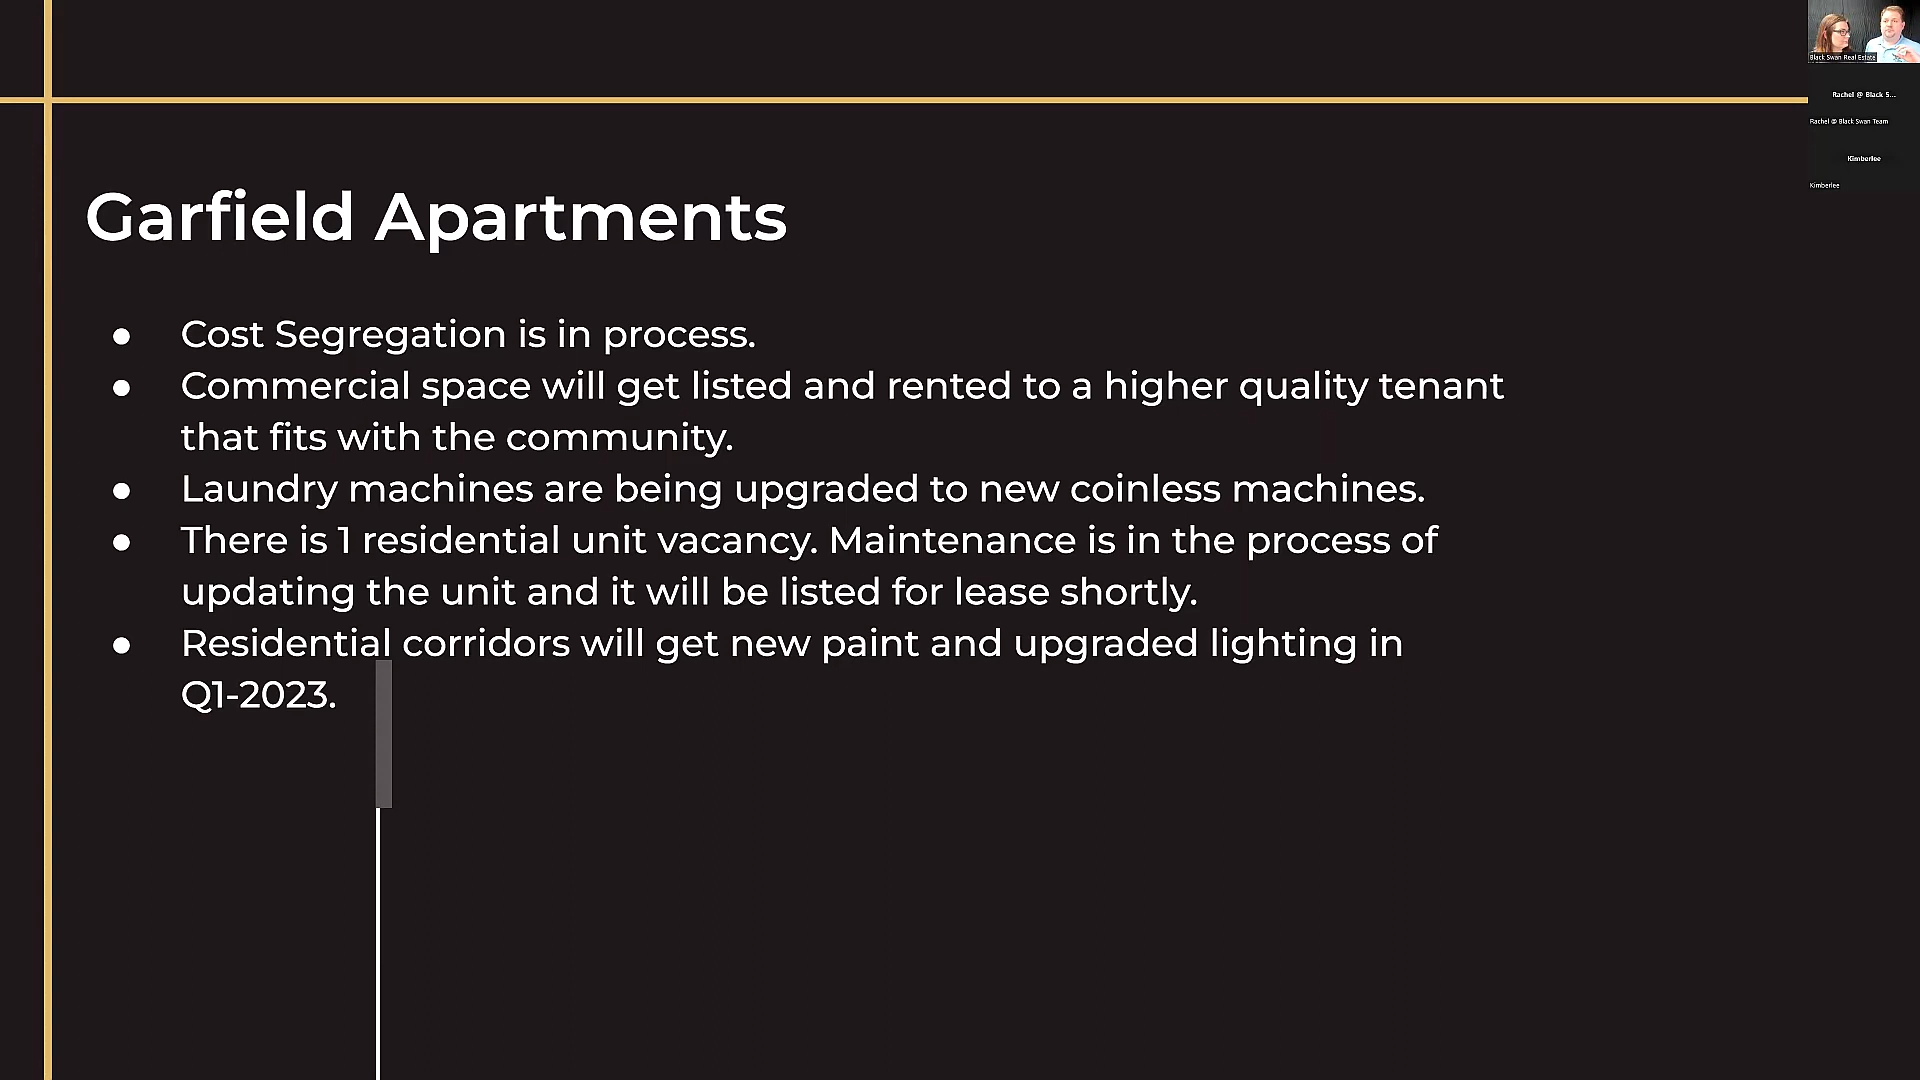 Black Swan Real Estate
Rachel @ Black S...
Rachel @ Black Swan Team
Kimberlee
Kimberlee
Garfield Apartments
● Cost Segregation is in process.
● Commercial space will get listed and rented to a higher quality tenant
that fits with the community.
● Laundry machines are being upgraded to new coinless machines.
● There is 1 residential unit vacancy. Maintenance is in the process of
updating the unit and it will be listed for lease shortly.
● Residential corridors will get new paint and upgraded lighting in
Q1-2023.